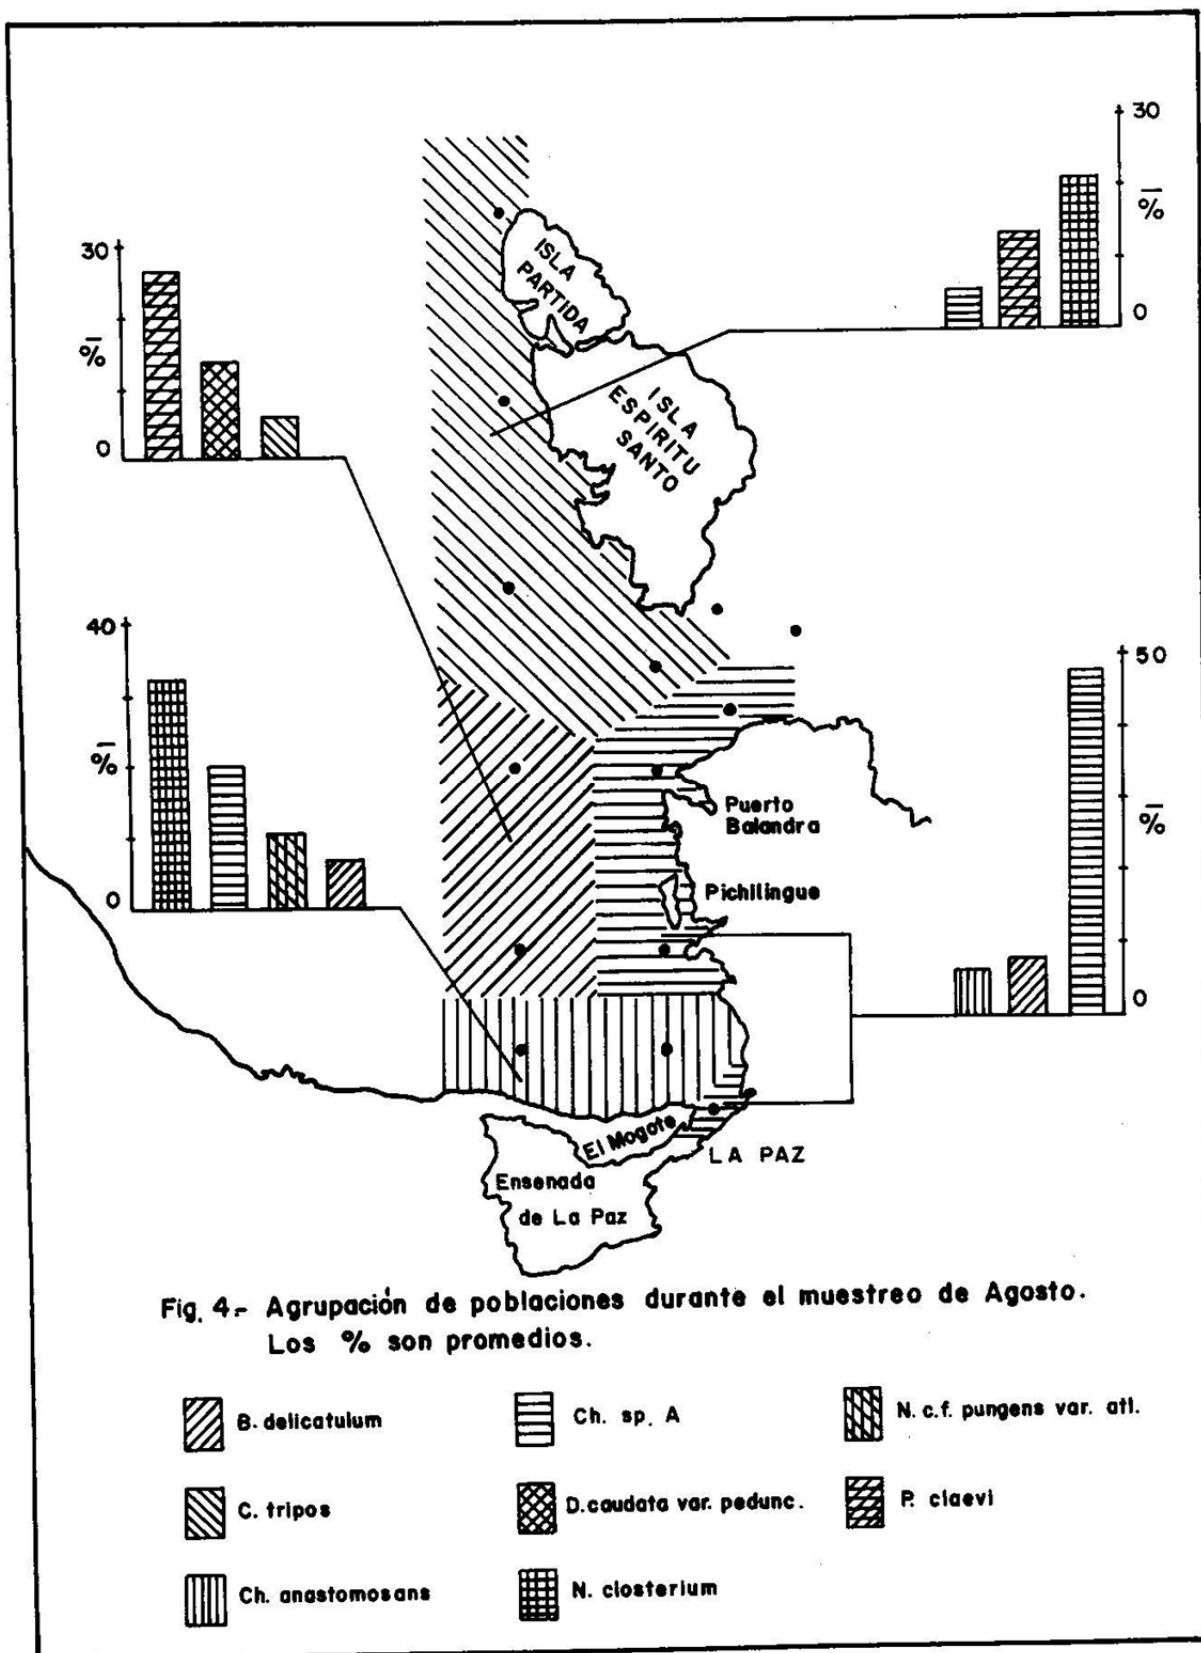 30
%
0
30
%
0
ISLA
PARTIDA
ISLA
ESPIRITU
SANTO
40
%
0
50
%
0
Puerto
Balandra
Pichilingue
El Mogote
LA PAZ
Ensenada
de La Paz
Fig. 4.- Agrupación de poblaciones durante el muestreo de Agosto.
Los % son promedios.
B. delicatulum
Ch. sp. A
N. c.f. pungens var. atl.
C. tripos
D. caudata var. pedunc.
P. claevi
Ch. anastomosans
N. closterium